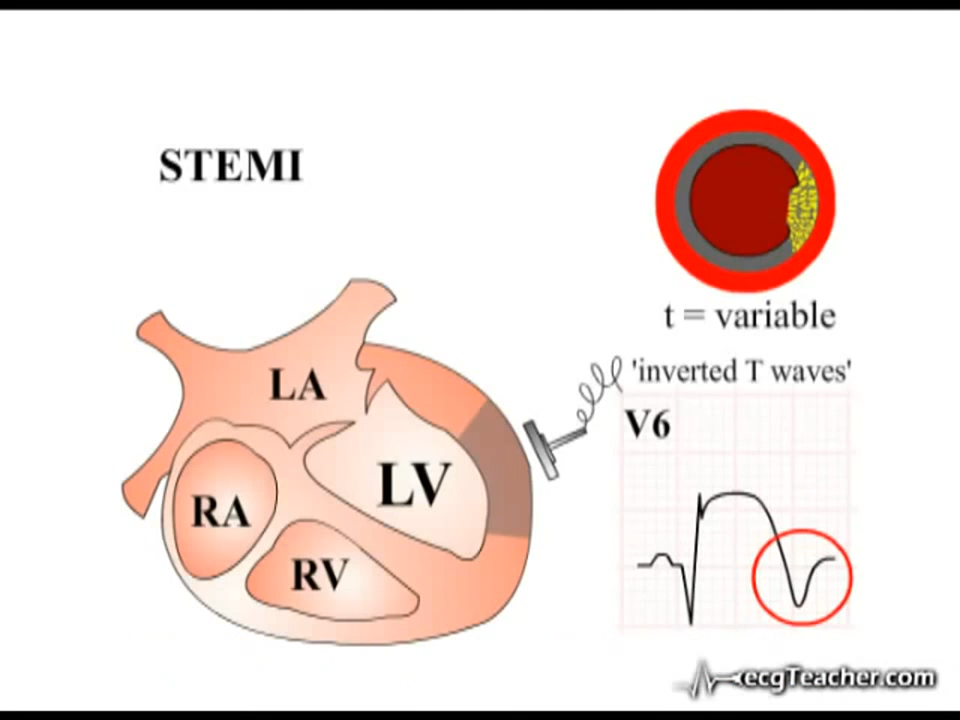 STEMI
t = variable
'inverted T waves'
V6
LA
LV
RA
RV
ecgTeacher.com